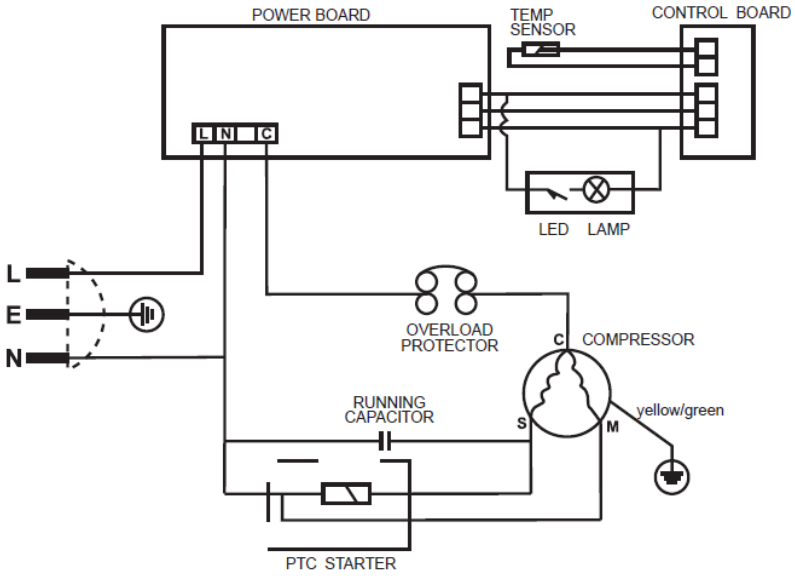 POWER BOARD
TEMP
SENSOR
CONTROL BOARD
L N C
LED LAMP
L
E
N
OVERLOAD
PROTECTOR
C
COMPRESSOR
RUNNING
CAPACITOR
yellow/green
S
M
PTC STARTER